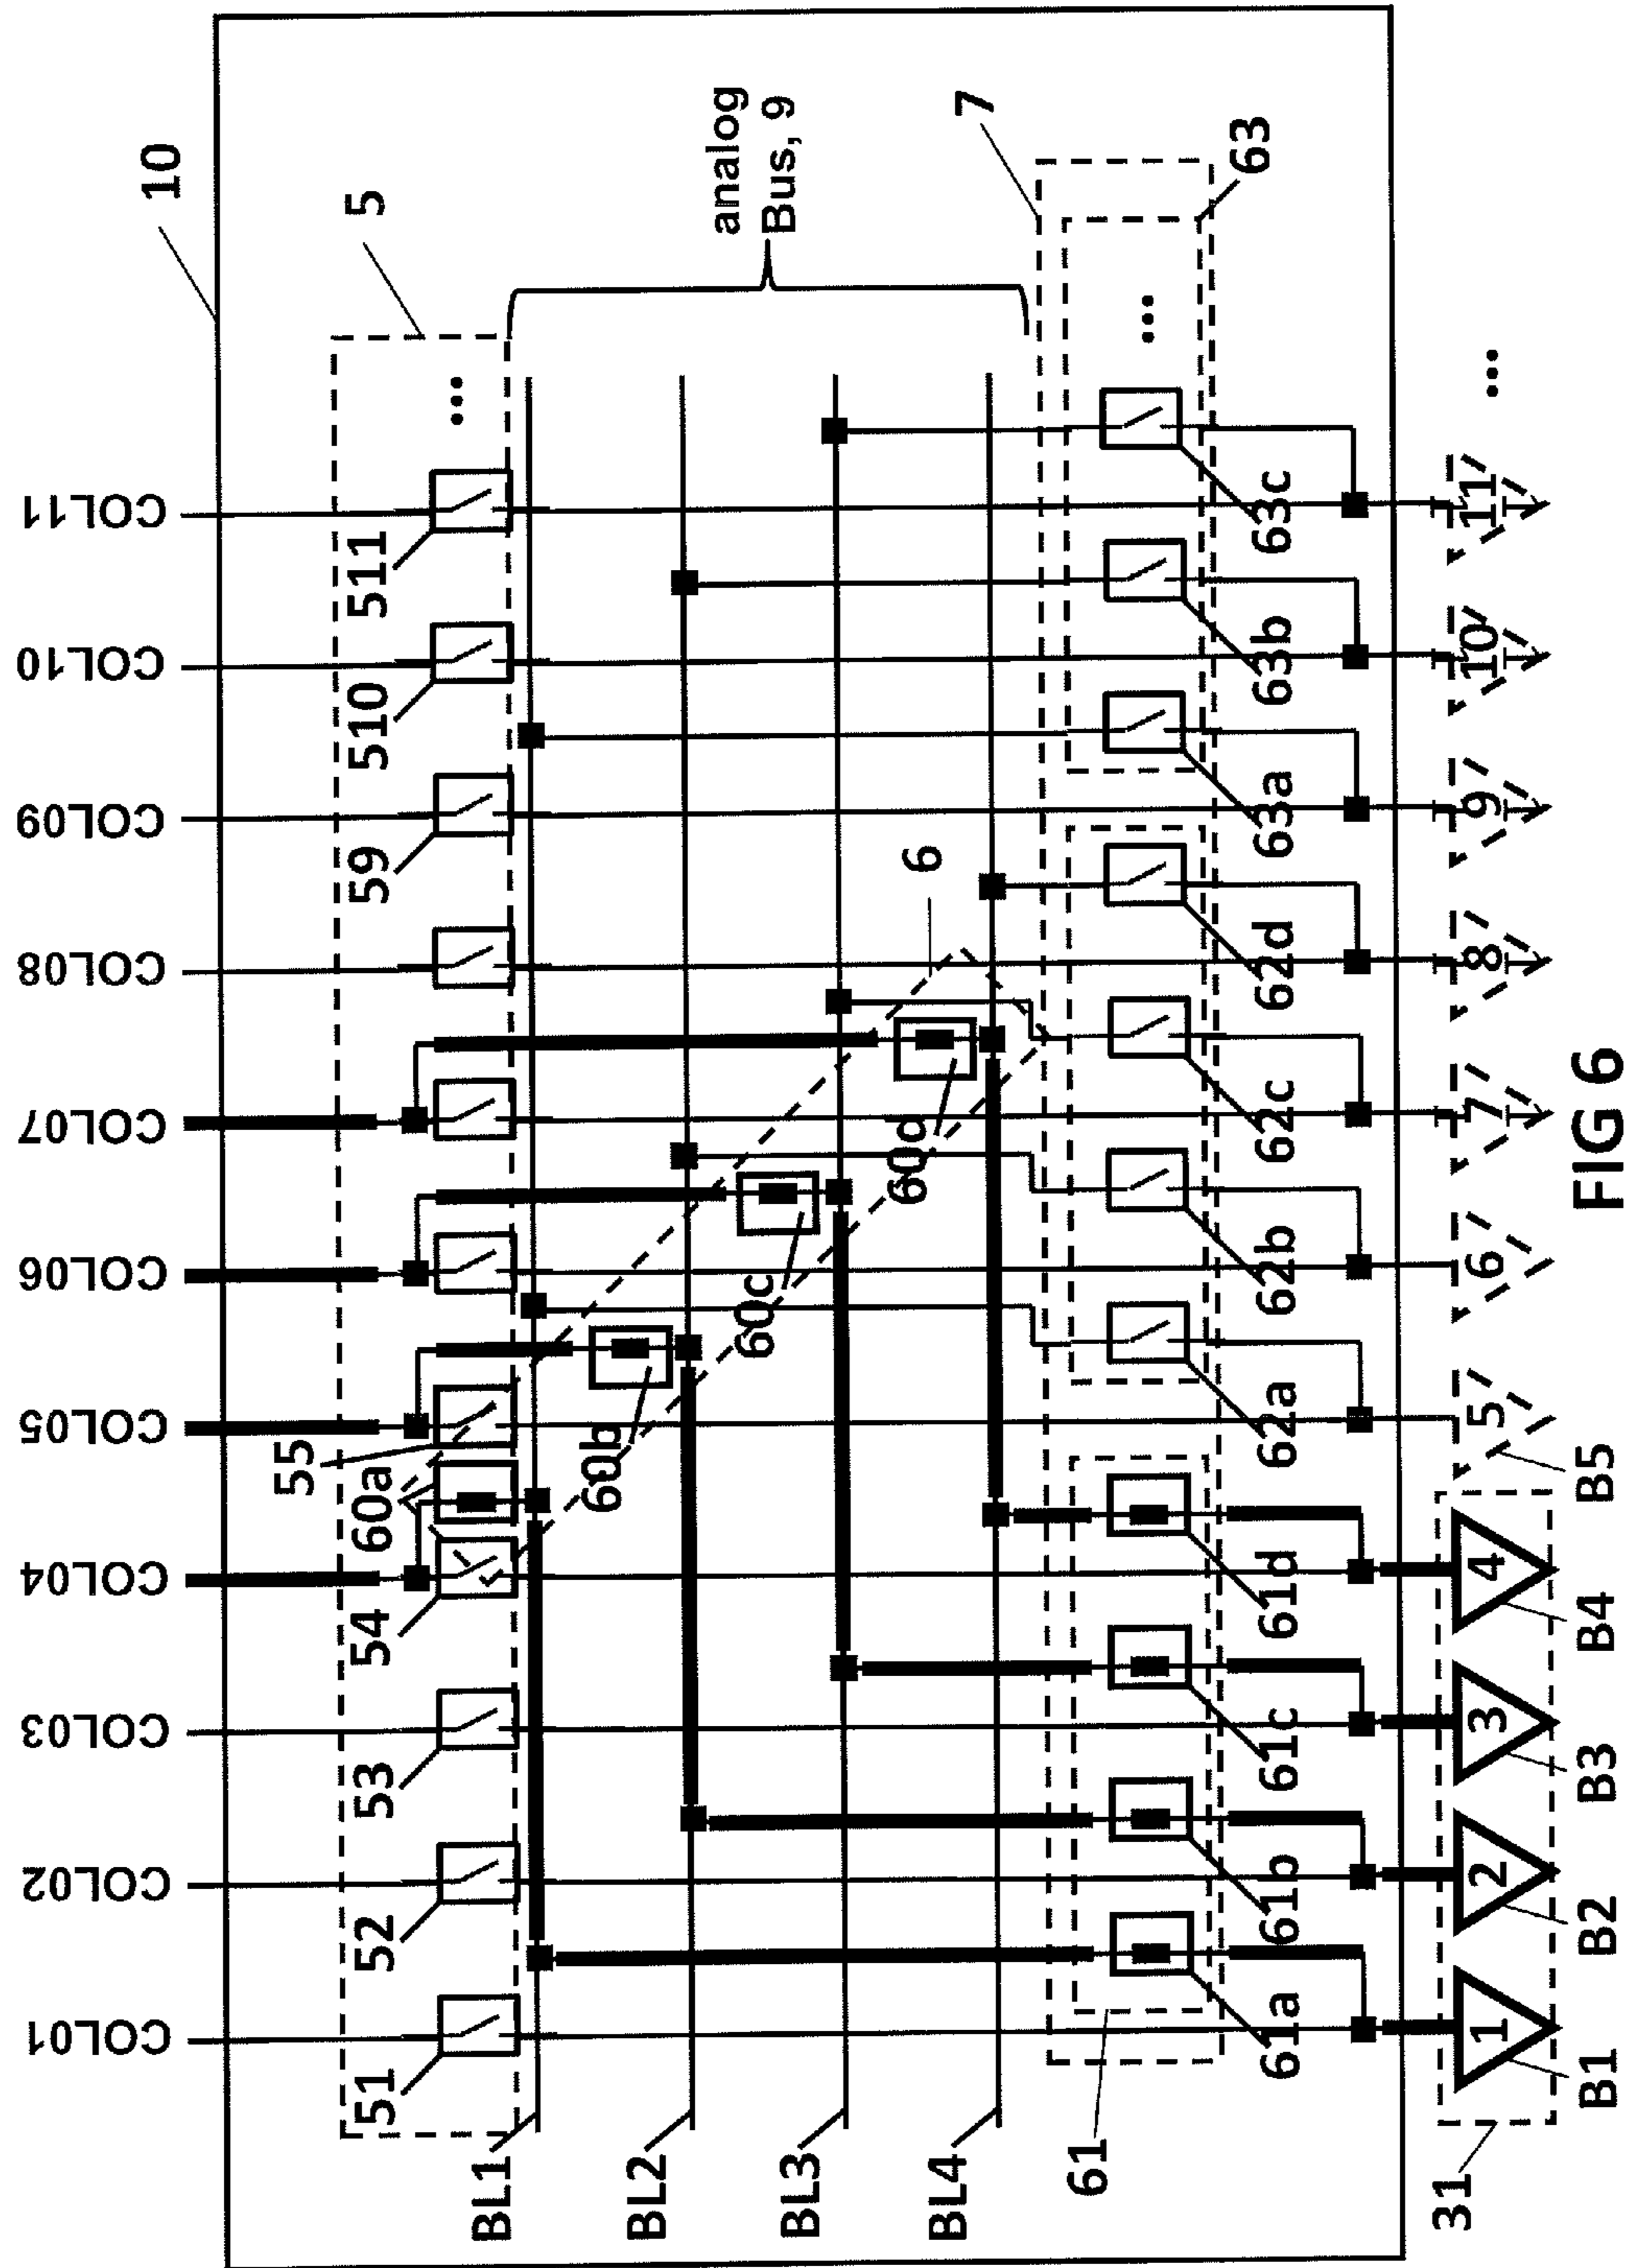 COL01
COL02
COL03
COL04
COL05
COL06
COL07
COL08
COL09
COL10
COL11
10
5
51
52
53
54
60a
55
59
510
511
...
BL1
BL2
BL3
BL4
analog
Bus, 9
60b
60c
60d
6
7
61
61a
61b
61c
61d
62a
62b
62c
62d
63a
63b
63c
63
...
31
1
2
3
4
5
6
7
8
9
10
11
...
B1
B2
B3
B4
B5
FIG 6